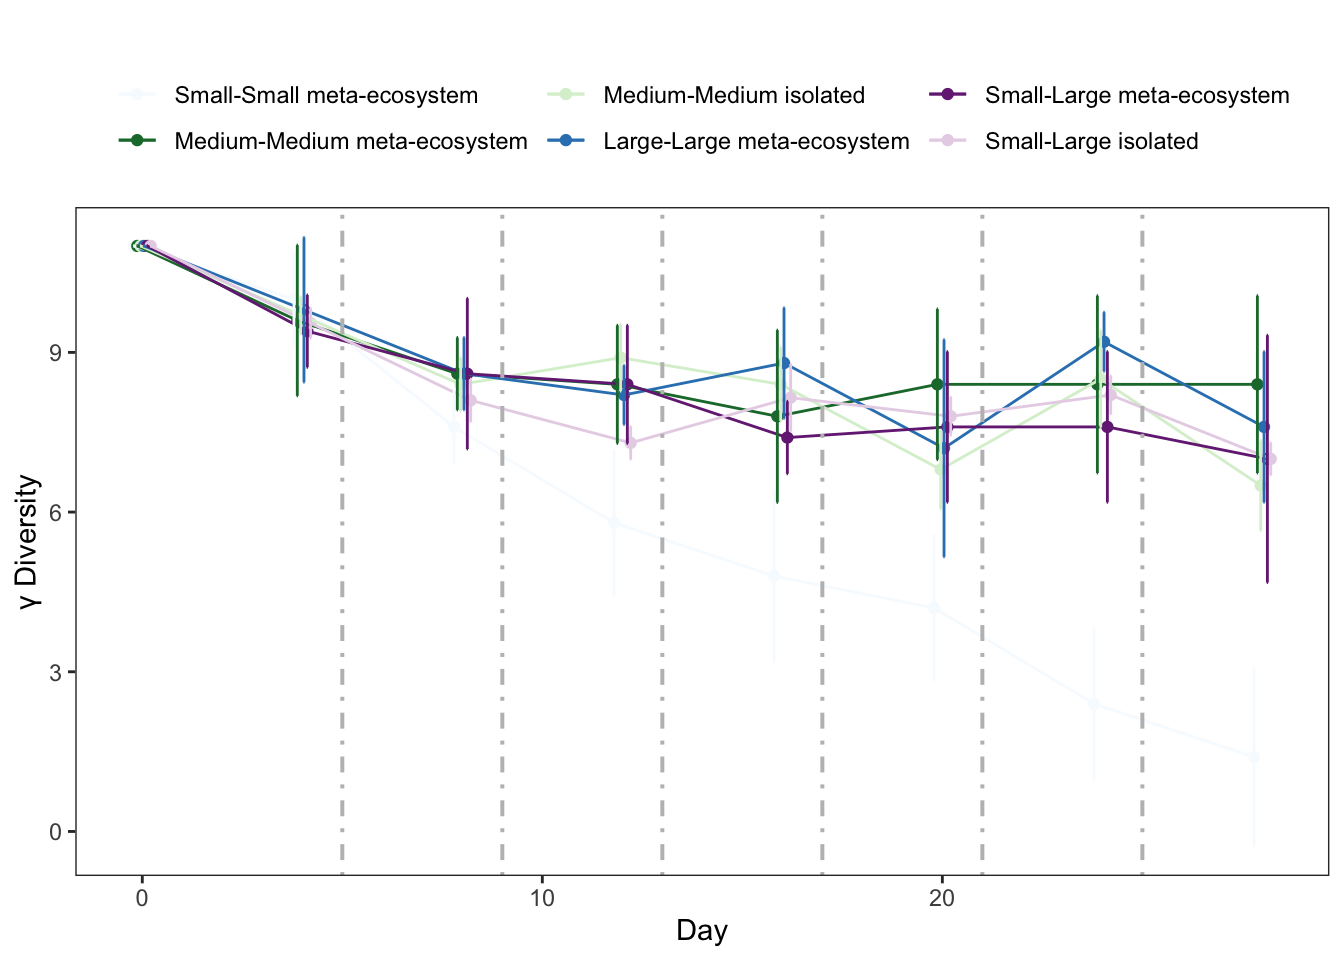 Small-Small meta-ecosystem Medium-Medium isolated Small-Large meta-ecosystem
Medium-Medium meta-ecosystem Large-Large meta-ecosystem Small-Large isolated
9
6
3
0
γ Diversity
0 10 20
Day